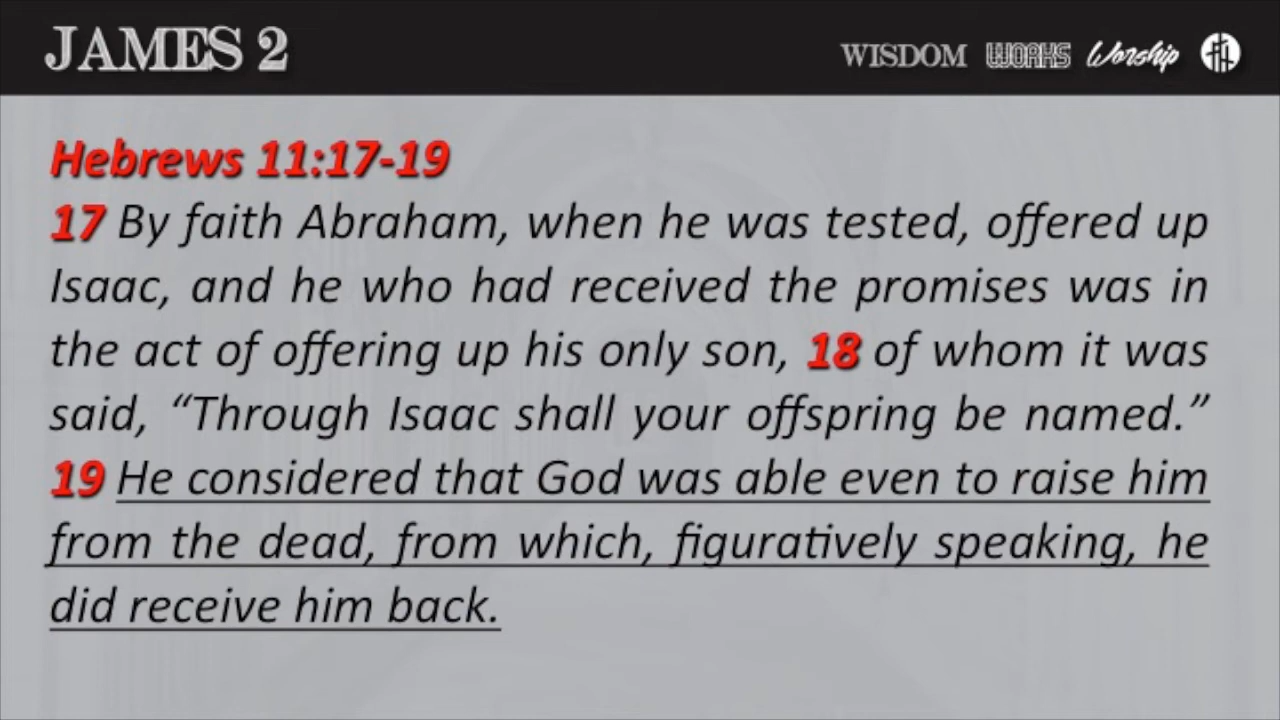 JAMES 2
WISDOM WORKS Worship
Hebrews 11:17-19
17 By faith Abraham, when he was tested, offered up
Isaac, and he who had received the promises was in
the act of offering up his only son, 18 of whom it was
said, “Through Isaac shall your offspring be named.”
19 He considered that God was able even to raise him
from the dead, from which, figuratively speaking, he
did receive him back.